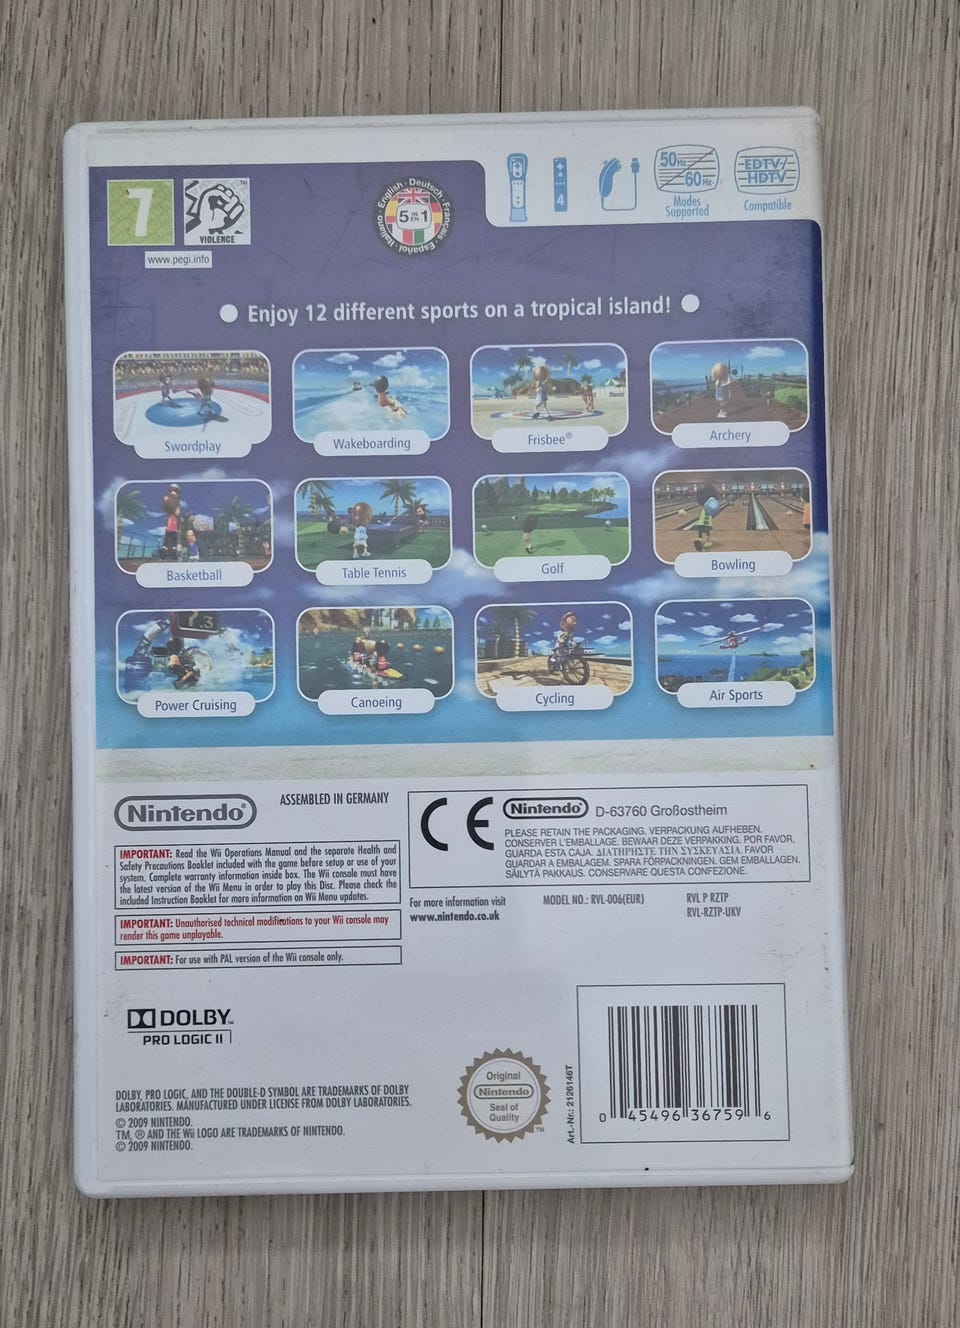 7
VIOLENCE
www.pegi.info
English · Deutsch · Français · Español · Italiano
5 IN EN 1
4
50Hz
60Hz
Modes
Supported
EDTV/
HDTV
Compatible
Enjoy 12 different sports on a tropical island!
Swordplay
Wakeboarding
Frisbee®
Archery
Basketball
Table Tennis
Golf
Bowling
Power Cruising
Canoeing
Cycling
Air Sports
Nintendo®
ASSEMBLED IN GERMANY
IMPORTANT: Read the Wii Operations Manual and the separate Health and
Safety Precautions Booklet included with the game before setup or use of your
system. Complete warranty information inside box. The Wii console must have
the latest version of the Wii Menu in order to play this Disc. Please check the
included Instruction Booklet for more information on Wii Menu updates.
IMPORTANT: Unauthorised technical modifications to your Wii console may
render this game unplayable.
IMPORTANT: For use with PAL version of the Wii console only.
CE Nintendo® D-63760 Großostheim
PLEASE RETAIN THE PACKAGING. VERPACKUNG AUFHEBEN.
CONSERVER L'EMBALLAGE. BEWAAR DEZE VERPAKKING. POR FAVOR,
GUARDA ESTA CAJA. ΔΙΑΤΗΡΗΣΤΕ ΤΗΝ ΣΥΣΚΕΥΑΣΙΑ. FAVOR
GUARDAR A EMBALAGEM. SPARA FÖRPACKNINGEN. GEM EMBALLAGEN.
SÄILYTÄ PAKKAUS. CONSERVARE QUESTA CONFEZIONE.
For more information visit
www.nintendo.co.uk
MODEL NO.: RVL-006(EUR)
RVL P RZTP
RVL-RZTP-UKV
DOLBY™
PRO LOGIC II
DOLBY, PRO LOGIC, AND THE DOUBLE-D SYMBOL ARE TRADEMARKS OF DOLBY
LABORATORIES. MANUFACTURED UNDER LICENSE FROM DOLBY LABORATORIES.
© 2009 NINTENDO.
TM, ® AND THE Wii LOGO ARE TRADEMARKS OF NINTENDO.
© 2009 NINTENDO.
Original
Nintendo
Seal of
Quality
TM
Art.-Nr.: 2126146T
0 45496 36759 6